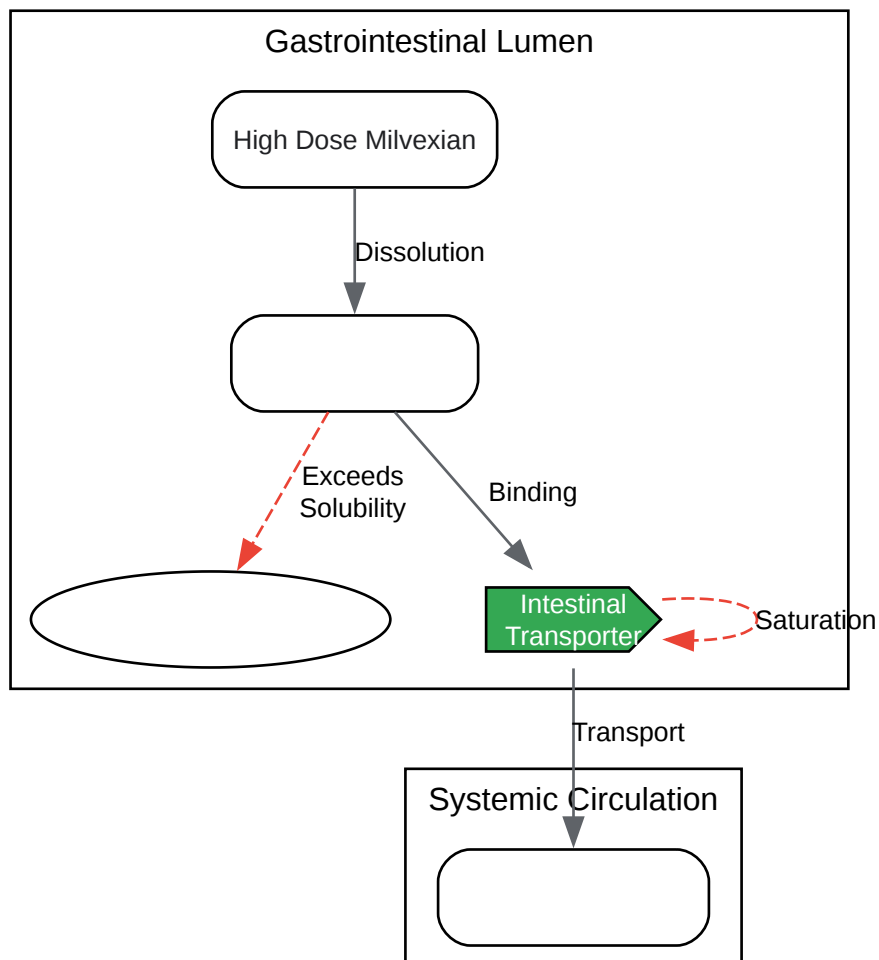 Gastrointestinal Lumen
High Dose Milvexian
Dissolution
Exceeds
Solubility
Binding
Intestinal
Transporter
Saturation
Transport
Systemic Circulation